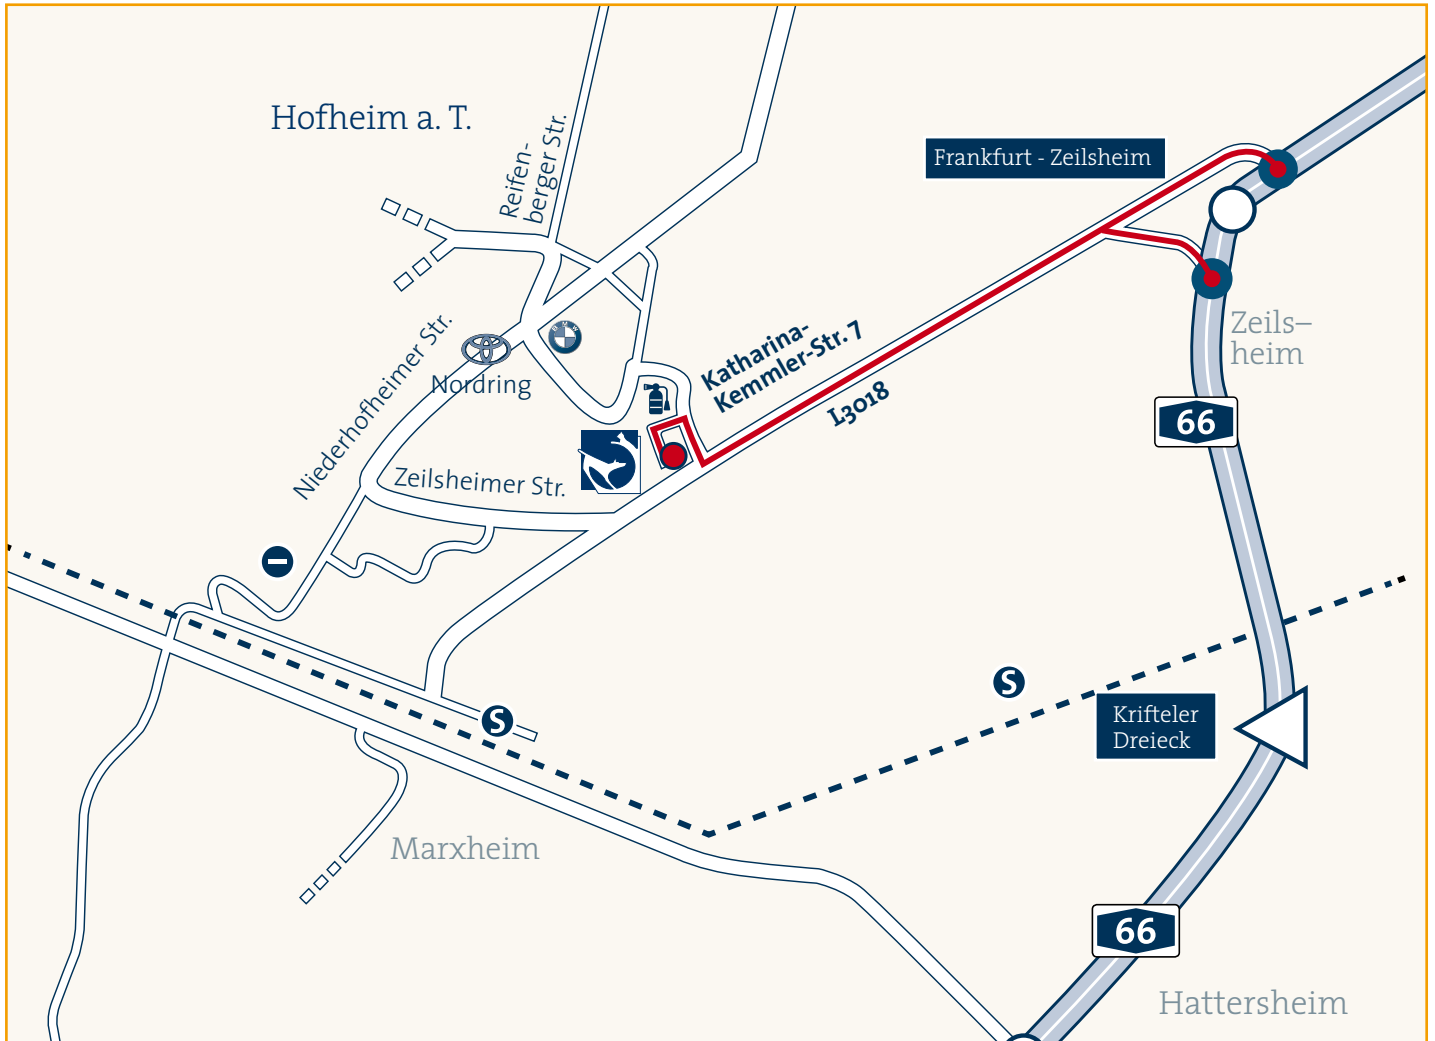 Hofheim a. T.
Reifen-
berger Str.
Frankfurt - Zeilsheim
Zeils–
heim
Niederhofheimer Str.
BMW
Nordring
Katharina-
Kemmler-Str. 7
L3018
66
Zeilsheimer Str.
S
S
Krifteler
Dreieck
Marxheim
66
Hattersheim